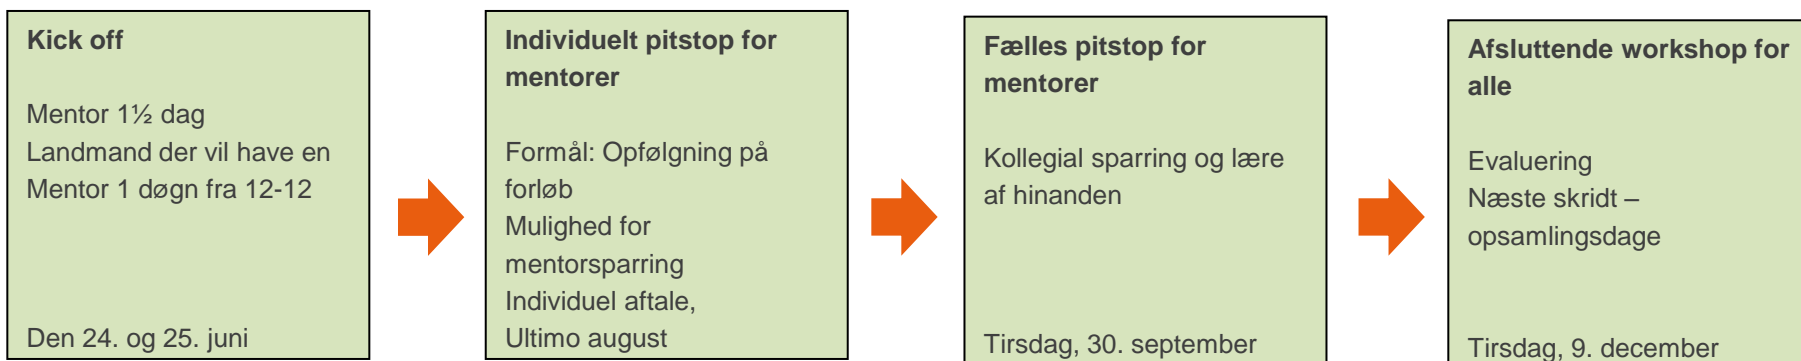 Kick off
Mentor 1½ dag
Landmand der vil have en
Mentor 1 døgn fra 12-12
Den 24. og 25. juni
Individuelt pitstop for
mentorer
Formål: Opfølgning på
forløb
Mulighed for
mentorsparring
Individuel aftale,
Ultimo august
Fælles pitstop for
mentorer
Kollegial sparring og lære
af hinanden
Tirsdag, 30. september
Afsluttende workshop for
alle
Evaluering
Næste skridt –
opsamlingsdage
Tirsdag, 9. december